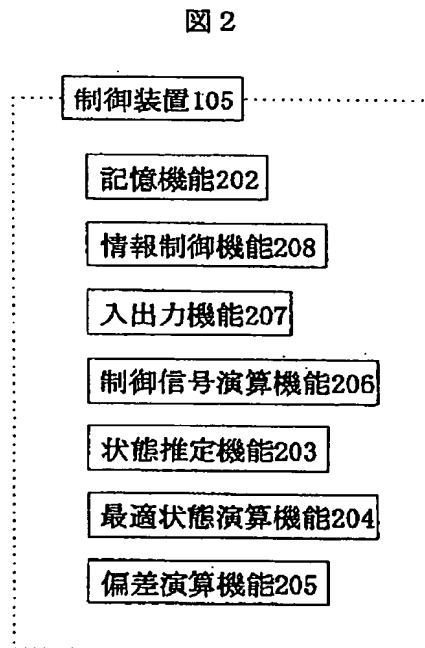 図2
制御装置105
記憶機能202
情報制御機能208
入出力機能207
制御信号演算機能206
状態推定機能203
最適状態演算機能204
偏差演算機能205